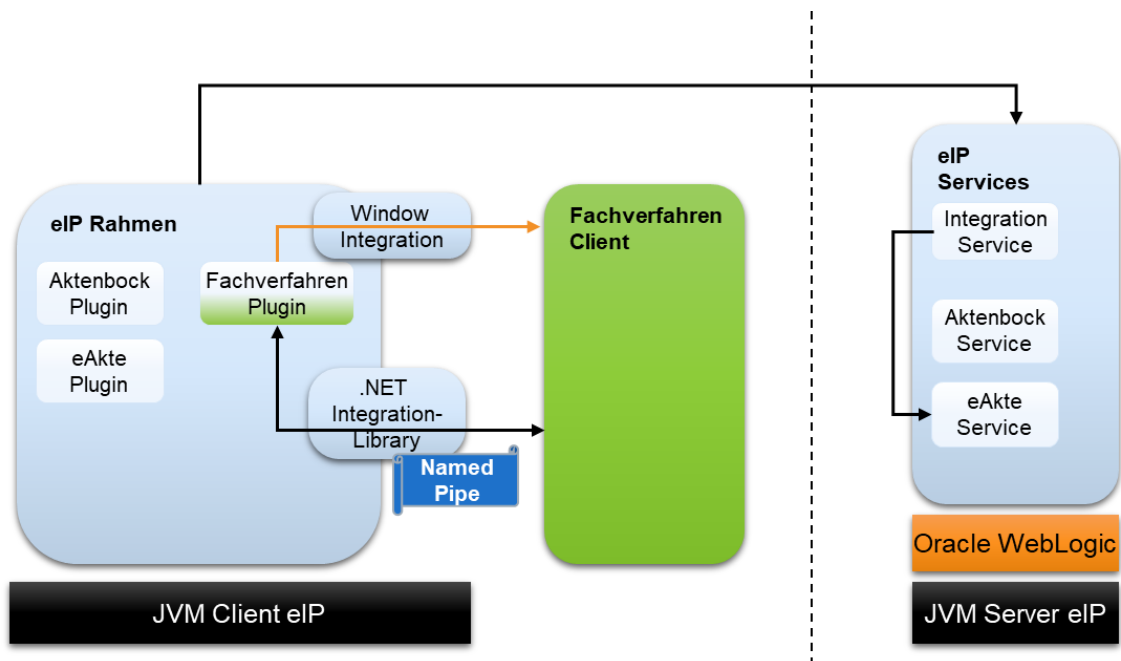 eIP Rahmen
Aktenbock
Plugin
eAkte
Plugin
Fachverfahren
Plugin
Window
Integration
.NET
Integration-
Library
Named
Pipe
Fachverfahren
Client
JVM Client eIP
eIP
Services
Integration
Service
Aktenbock
Service
eAkte
Service
Oracle WebLogic
JVM Server eIP